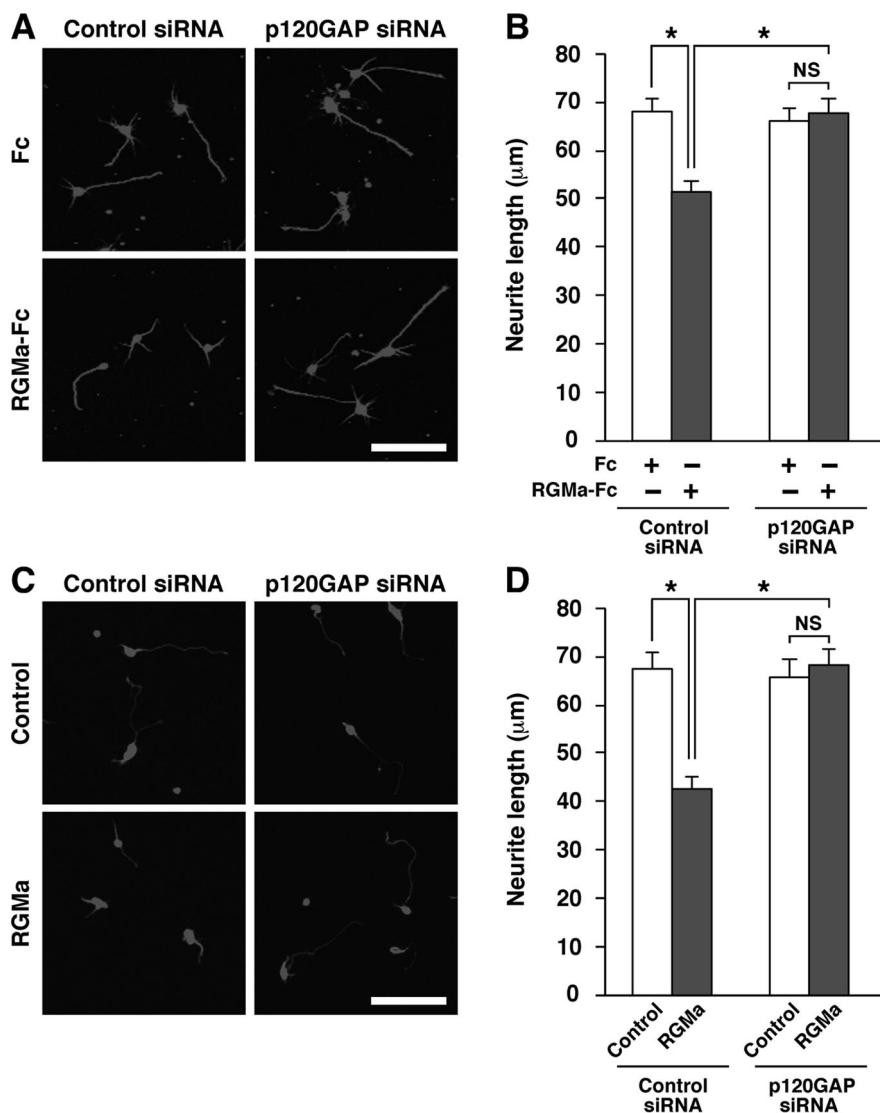 A
Control siRNA p120GAP siRNA
Fc
RGMa-Fc
B
Neurite length (μm)
80
70
60
50
40
30
20
10
0
* *
NS
Fc + − + −
RGMa-Fc − + − +
Control siRNA
p120GAP siRNA
C
Control siRNA p120GAP siRNA
Control
RGMa
D
Neurite length (μm)
80
70
60
50
40
30
20
10
0
* *
NS
Control RGMa Control RGMa
Control siRNA
p120GAP siRNA